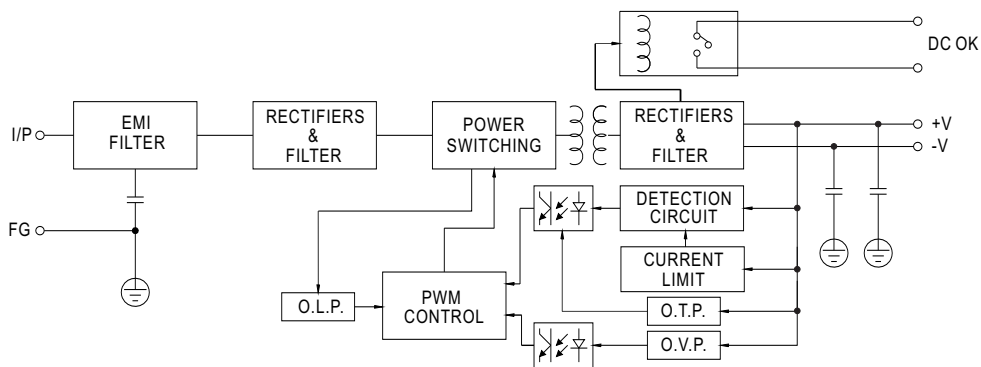 DC OK
I/P
EMI
FILTER
RECTIFIERS
&
FILTER
POWER
SWITCHING
RECTIFIERS
&
FILTER
+V
-V
FG
DETECTION
CIRCUIT
CURRENT
LIMIT
O.L.P.
PWM
CONTROL
O.T.P.
O.V.P.